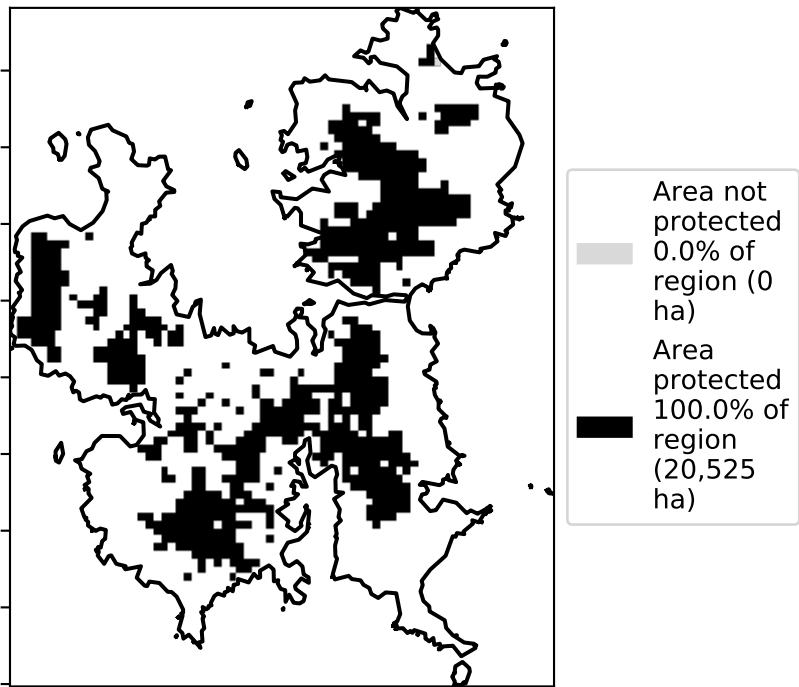 Area not
protected
0.0% of
region (0
ha)
Area
protected
100.0% of
region
(20,525
ha)